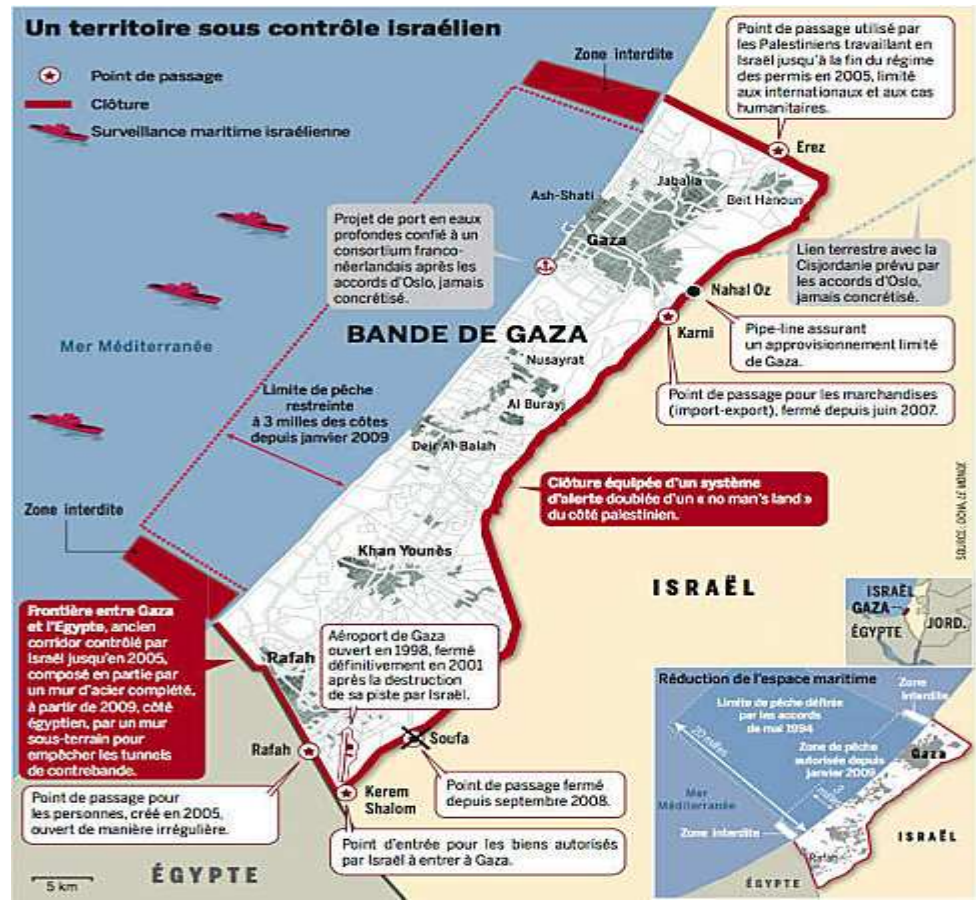 Un territoire sous contrôle israélien
Point de passage
Clôture
Surveillance maritime israélienne
Zone interdite
Point de passage utilisé par
les Palestiniens travaillant en
Israël jusqu'à la fin du régime
des permis en 2005, limité
aux internationaux et aux cas
humanitaires.
Erez
Jabalia
Beit Hanoun
Ash-Shati
Gaza
Projet de port en eaux
profondes confié à un
consortium franco-
néerlandais après les
accords d'Oslo, jamais
concrétisé.
Lien terrestre avec la
Cisjordanie prévu par
les accords d'Oslo,
jamais concrétisé.
Nahal Oz
Karni
Pipe-line assurant
un approvisionnement limité
de Gaza.
Point de passage pour les marchandises
(import-export), fermé depuis juin 2007.
BANDE DE GAZA
Mer Méditerranée
Nusayrat
Al Burayj
Deir Al-Balah
Limite de pêche
restreinte
à 3 milles des côtes
depuis janvier 2009
Clôture équipée d'un système
d'alerte doublée d'un « no man's land »
du côté palestinien.
Zone interdite
Khan Younès
ISRAËL
Frontière entre Gaza
et l'Egypte, ancien
corridor contrôlé par
Israël jusqu'en 2005,
composé en partie par
un mur d'acier complété,
à partir de 2009, côté
égyptien, par un mur
sous-terrain pour
empêcher les tunnels
de contrebande.
Aéroport de Gaza
ouvert en 1998, fermé
définitivement en 2001
après la destruction
de sa piste par Israël.
Rafah
Rafah
Soufa
Kerem
Shalom
Point de passage fermé
depuis septembre 2008.
Point de passage pour
les personnes, créé en 2005,
ouvert de manière irrégulière.
Point d'entrée pour les biens autorisés
par Israël à entrer à Gaza.
ÉGYPTE
5 km
ISRAËL
GAZA
ÉGYPTE
JORD.
Réduction de l'espace maritime
Zone
Interdite
Limite de pêche définie
par les accords
de mai 1994
20 miles
Zone de pêche
autorisée depuis
janvier 2009
Gaza
Mer
Méditerranée
Zone interdite
ISRAËL
Rafah
ÉGYPTE
SOURCE: LE MONDE